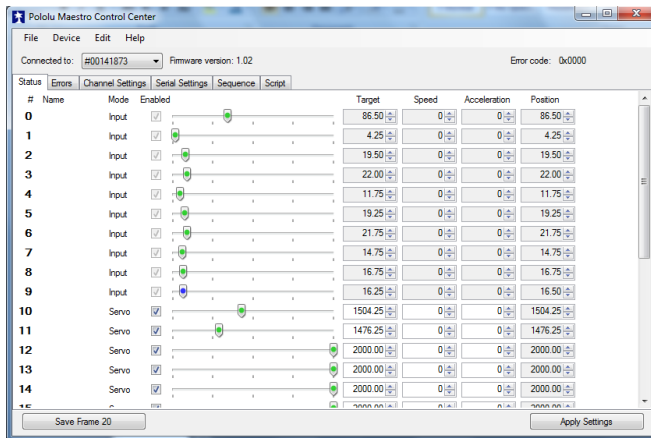 Pololu Maestro Control Center
File Device Edit Help
Connected to: #00141873 Firmware version: 1.02 Error code: 0x0000
Status Errors Channel Settings Serial Settings Sequence Script
# Name Mode Enabled Target Speed Acceleration Position
0 Input 86.50 0 0 86.50
1 Input 4.25 0 0 4.25
2 Input 19.50 0 0 19.50
3 Input 22.00 0 0 22.00
4 Input 11.75 0 0 11.75
5 Input 19.25 0 0 19.25
6 Input 21.75 0 0 21.75
7 Input 14.75 0 0 14.75
8 Input 16.75 0 0 16.75
9 Input 16.25 0 0 16.50
10 Servo 1504.25 0 0 1504.25
11 Servo 1476.25 0 0 1476.25
12 Servo 2000.00 0 0 2000.00
13 Servo 2000.00 0 0 2000.00
14 Servo 2000.00 0 0 2000.00
Save Frame 20 Apply Settings